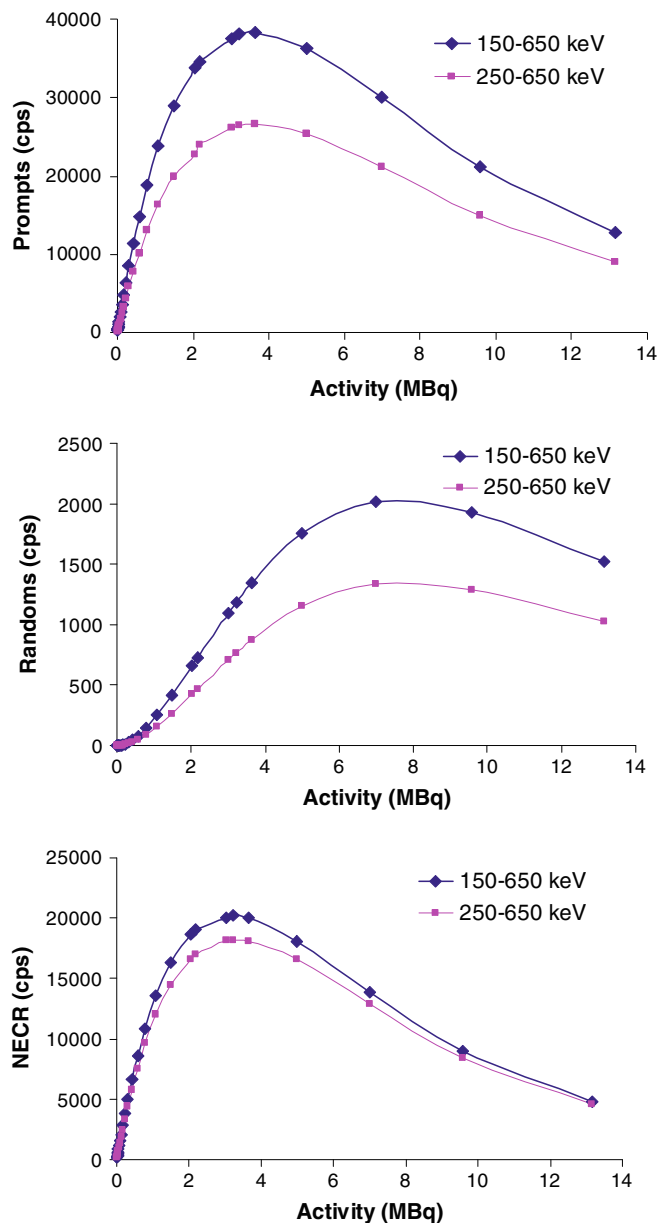 40000
30000
20000
10000
0
Prompts (cps)
150-650 keV
250-650 keV
0 2 4 6 8 10 12 14
Activity (MBq)
2500
2000
1500
1000
500
0
Randoms (cps)
150-650 keV
250-650 keV
0 2 4 6 8 10 12 14
Activity (MBq)
25000
20000
15000
10000
5000
0
NECR (cps)
150-650 keV
250-650 keV
0 2 4 6 8 10 12 14
Activity (MBq)